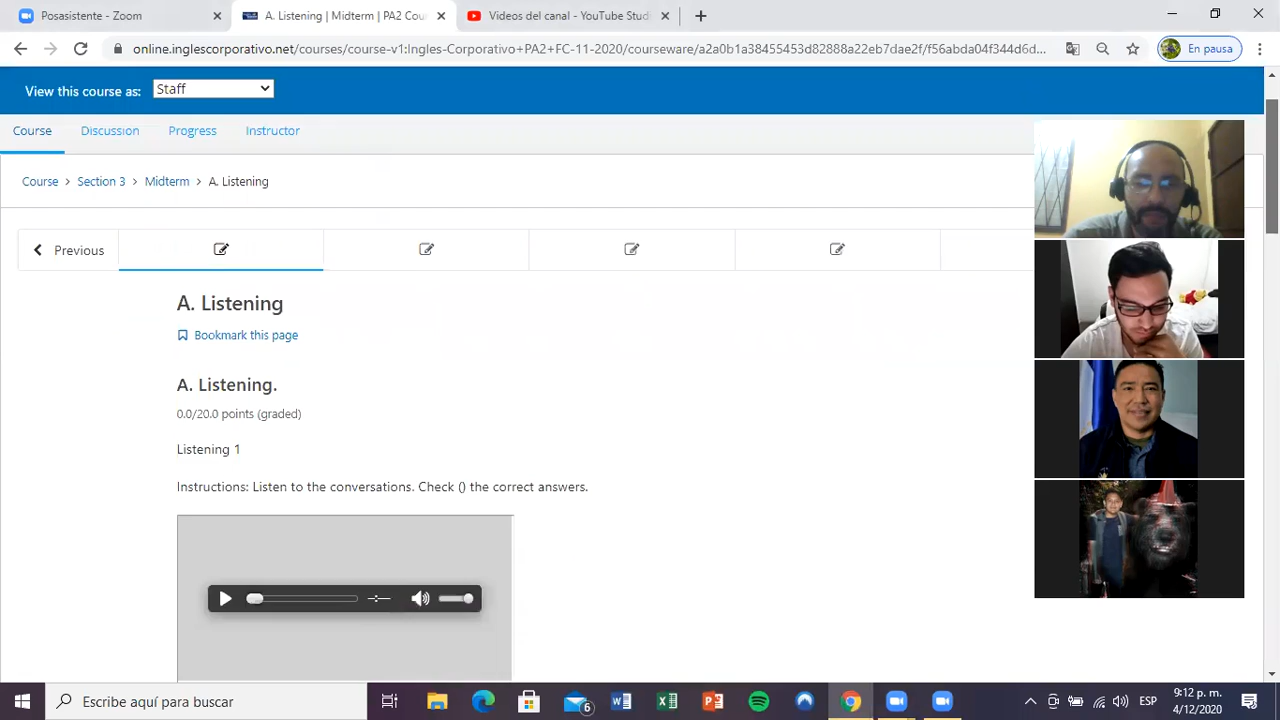 Posasistente - Zoom
A. Listening | Midterm | PA2 Cou
Videos del canal - YouTube Stud
online.inglescorporativo.net/courses/course-v1:Ingles-Corporativo+PA2+FC-11-2020/courseware/a2a0b1a38455453d82888a22eb7dae2f/f56abda04f344d6d...
En pausa
View this course as:
Staff
Course
Discussion
Progress
Instructor
Course > Section 3 > Midterm > A. Listening
Previous
A. Listening
Bookmark this page
A. Listening.
0.0/20.0 points (graded)
Listening 1
Instructions: Listen to the conversations. Check () the correct answers.
--:--
Escribe aquí para buscar
6
ESP
9:12 p. m.
4/12/2020